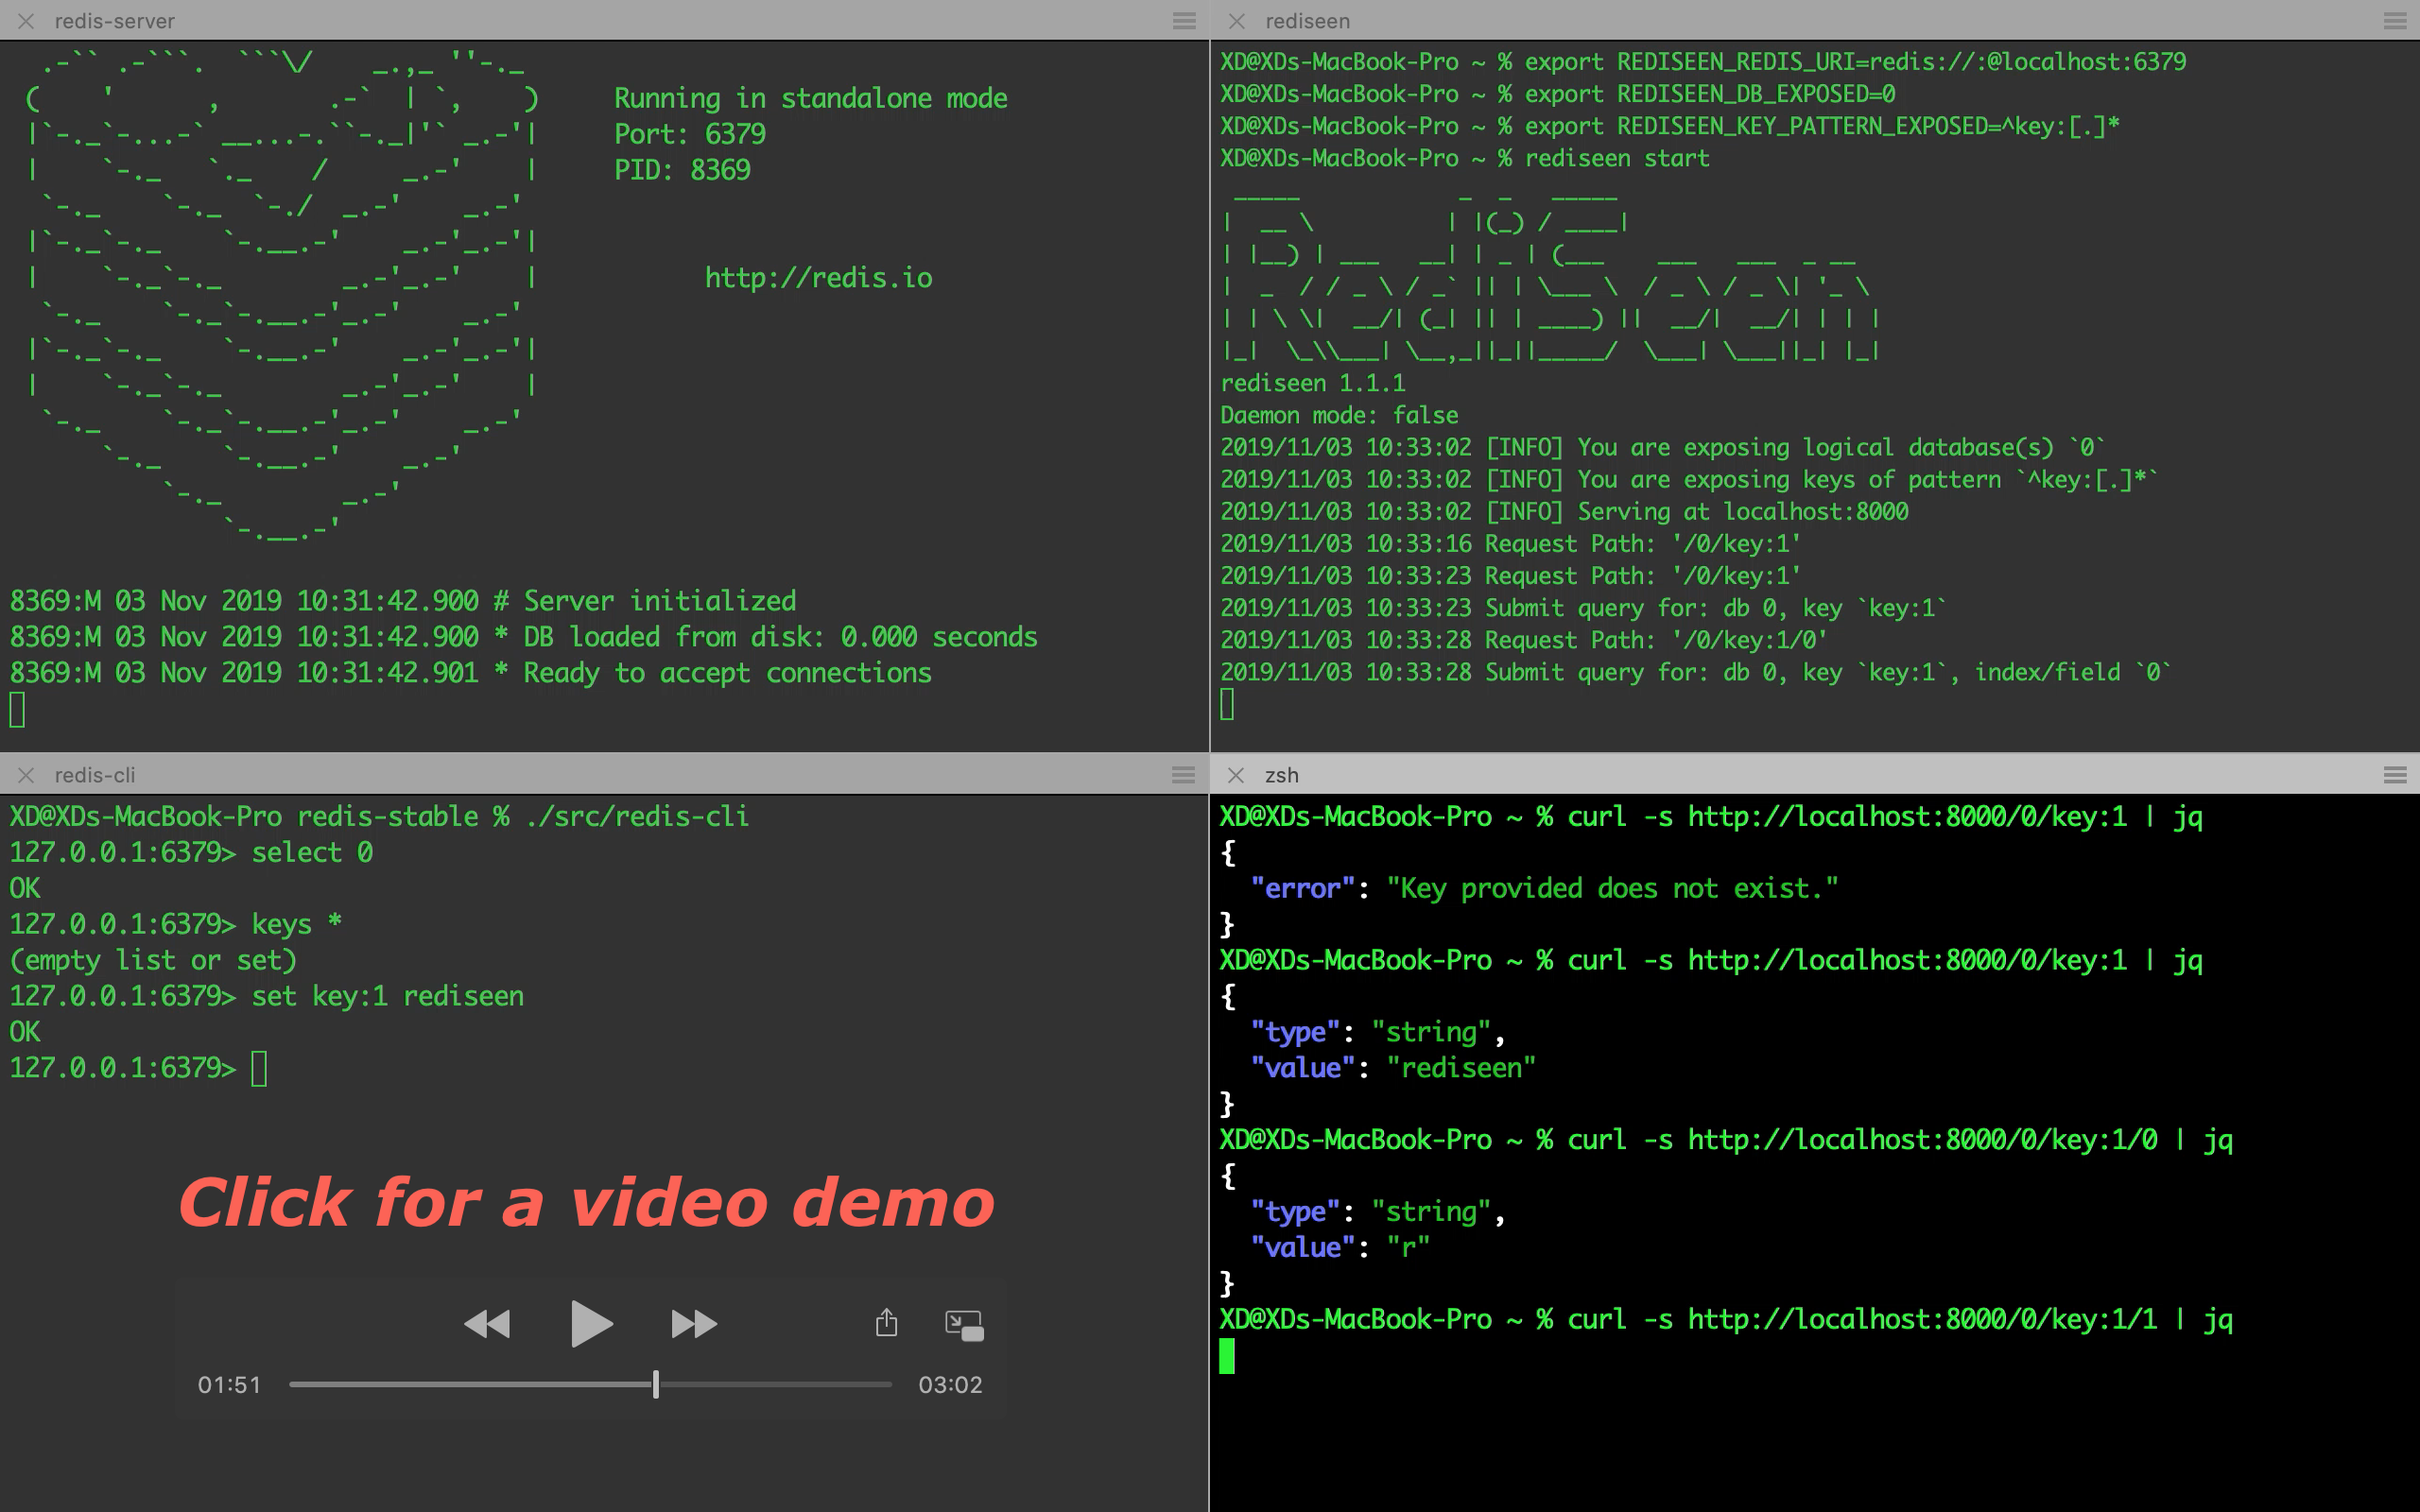 redis-server
Running in standalone mode
Port: 6379
PID: 8369
http://redis.io
8369:M 03 Nov 2019 10:31:42.900 # Server initialized
8369:M 03 Nov 2019 10:31:42.900 * DB loaded from disk: 0.000 seconds
8369:M 03 Nov 2019 10:31:42.901 * Ready to accept connections
rediseen
XD@XDs-MacBook-Pro ~ % export REDISEEN_REDIS_URI=redis://:@localhost:6379
XD@XDs-MacBook-Pro ~ % export REDISEEN_DB_EXPOSED=0
XD@XDs-MacBook-Pro ~ % export REDISEEN_KEY_PATTERN_EXPOSED=^key:[.]*
XD@XDs-MacBook-Pro ~ % rediseen start
RediSeen
rediseen 1.1.1
Daemon mode: false
2019/11/03 10:33:02 [INFO] You are exposing logical database(s) `0`
2019/11/03 10:33:02 [INFO] You are exposing keys of pattern `^key:[.]*`
2019/11/03 10:33:02 [INFO] Serving at localhost:8000
2019/11/03 10:33:16 Request Path: '/0/key:1'
2019/11/03 10:33:23 Request Path: '/0/key:1'
2019/11/03 10:33:23 Submit query for: db 0, key `key:1`
2019/11/03 10:33:28 Request Path: '/0/key:1/0'
2019/11/03 10:33:28 Submit query for: db 0, key `key:1`, index/field `0`
redis-cli
XD@XDs-MacBook-Pro redis-stable % ./src/redis-cli
127.0.0.1:6379> select 0
OK
127.0.0.1:6379> keys *
(empty list or set)
127.0.0.1:6379> set key:1 rediseen
OK
127.0.0.1:6379>
Click for a video demo
01:51
03:02
zsh
XD@XDs-MacBook-Pro ~ % curl -s http://localhost:8000/0/key:1 | jq
{
"error": "Key provided does not exist."
}
XD@XDs-MacBook-Pro ~ % curl -s http://localhost:8000/0/key:1 | jq
{
"type": "string",
"value": "rediseen"
}
XD@XDs-MacBook-Pro ~ % curl -s http://localhost:8000/0/key:1/0 | jq
{
"type": "string",
"value": "r"
}
XD@XDs-MacBook-Pro ~ % curl -s http://localhost:8000/0/key:1/1 | jq